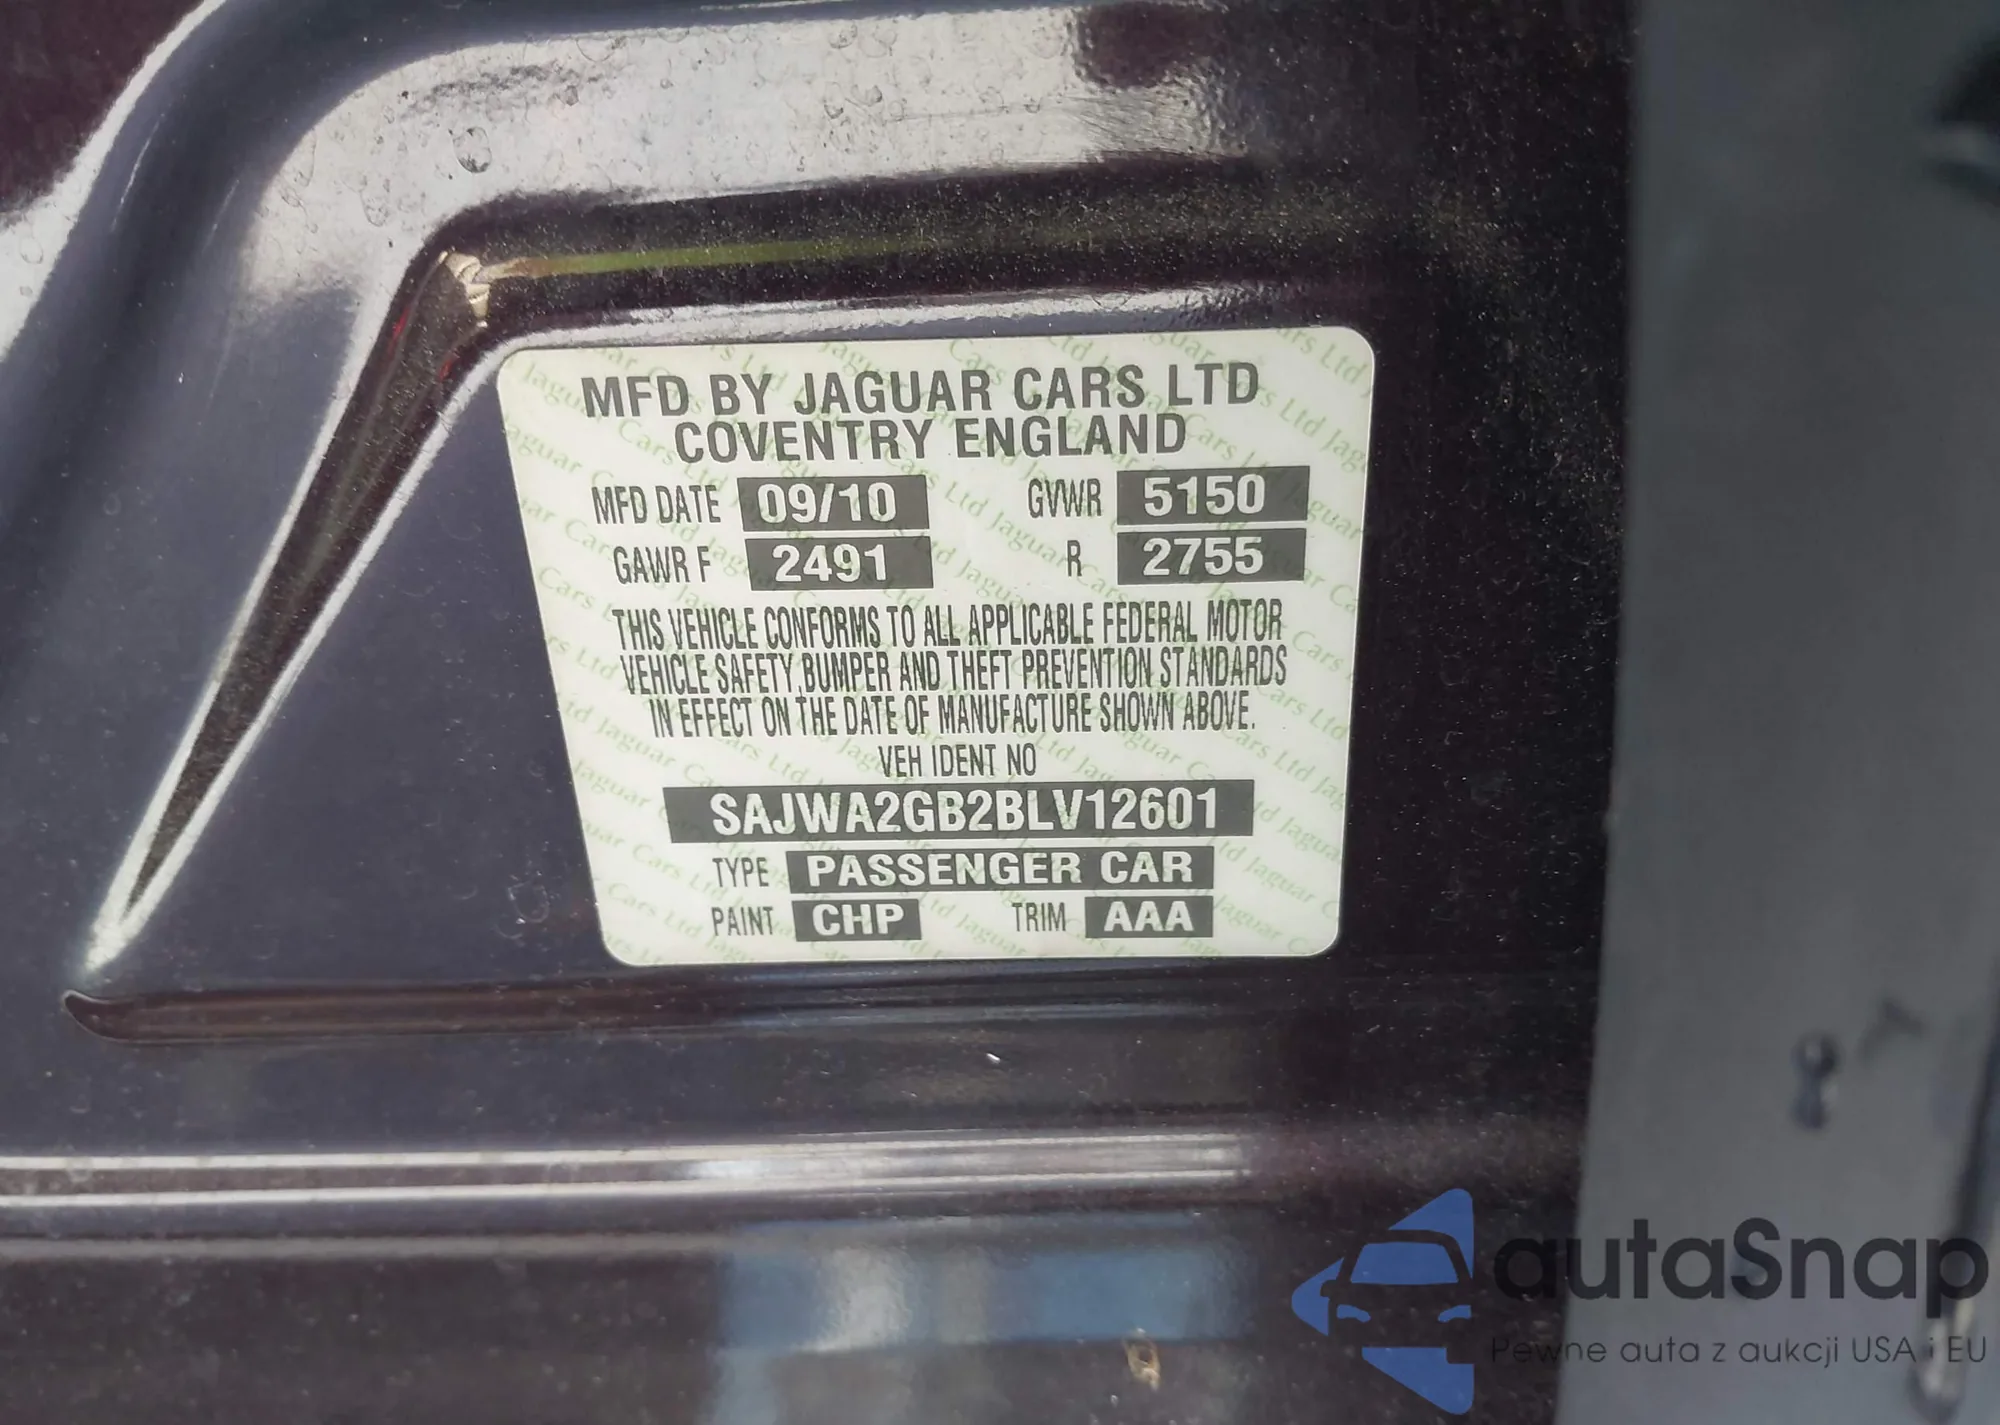 MFD BY JAGUAR CARS LTD
COVENTRY ENGLAND
MFD DATE 09/10 GVWR 5150
GAWR F 2491 R 2755
THIS VEHICLE CONFORMS TO ALL APPLICABLE FEDERAL MOTOR
VEHICLE SAFETY,BUMPER AND THEFT PREVENTION STANDARDS
IN EFFECT ON THE DATE OF MANUFACTURE SHOWN ABOVE.
VEH IDENT NO
SAJWA2GB2BLV12601
TYPE PASSENGER CAR
PAINT CHP TRIM AAA
autaSnap
Pewne auta z aukcji USA i EU